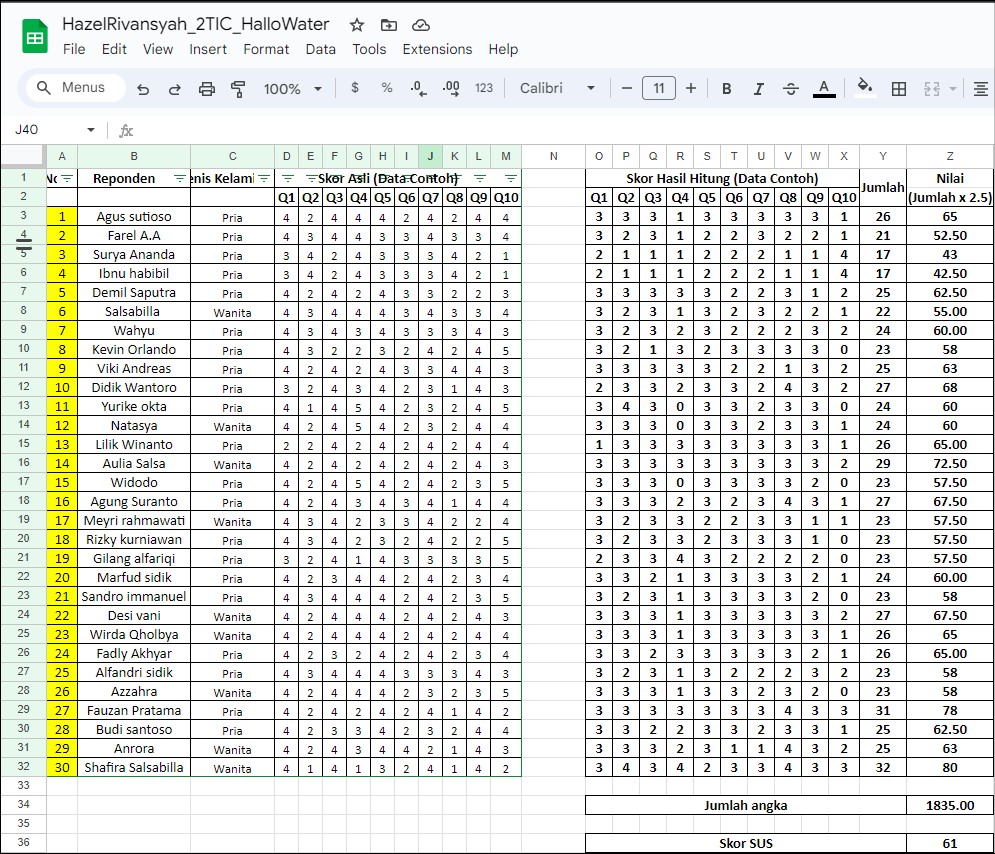 HazelRivansyah_2TIC_HalloWater
File Edit View Insert Format Data Tools Extensions Help
Menus 100% $ % .0 .00 123 Calibri 11 B I A
J40 fx
A B C D E F G H I J K L M N O P Q R S T U V W X Y Z
1 Responden enis Kelami Skor Asli (Data Contoh) Skor Hasil Hitung (Data Contoh) Jumlah Nilai
2 Q1 Q2 Q3 Q4 Q5 Q6 Q7 Q8 Q9 Q10 Q1 Q2 Q3 Q4 Q5 Q6 Q7 Q8 Q9 Q10 (Jumlah x 2.5)
3 1 Agus sutioso Pria 4 2 4 4 4 2 4 2 4 4 3 3 3 1 3 3 3 3 3 1 26 65
4 2 Farel A.A Pria 4 3 4 4 3 3 4 3 3 4 3 2 3 1 2 2 3 2 2 1 21 52.50
5 3 Surya Ananda Pria 3 4 2 4 3 3 3 4 2 1 2 1 1 1 2 2 2 1 1 4 17 43
6 4 Ibnu habibil Pria 3 4 2 4 3 3 3 4 2 1 2 1 1 1 2 2 2 1 1 4 17 42.50
7 5 Demil Saputra Pria 4 2 4 2 4 3 3 2 2 3 3 3 3 3 3 2 2 3 1 2 25 62.50
8 6 Salsabilla Wanita 4 3 4 4 4 3 4 3 3 4 3 2 3 1 3 2 3 2 2 1 22 55.00
9 7 Wahyu Pria 4 3 4 3 4 3 3 3 4 3 3 2 3 2 3 2 2 2 3 2 24 60.00
10 8 Kevin Orlando Pria 4 3 2 2 3 2 4 2 4 5 3 2 1 3 2 3 3 3 3 0 23 58
11 9 Viki Andreas Pria 4 2 4 2 4 3 3 4 4 3 3 3 3 3 3 2 2 1 3 2 25 63
12 10 Didik Wantoro Pria 3 2 4 3 4 2 3 1 4 3 2 3 3 2 3 3 2 4 3 2 27 68
13 11 Yurike okta Pria 4 1 4 5 4 2 3 2 4 5 3 4 3 0 3 3 2 3 3 0 24 60
14 12 Natasya Wanita 4 2 4 5 4 2 3 2 4 4 3 3 3 0 3 3 2 3 3 1 24 60
15 13 Lilik Winanto Pria 2 2 4 2 4 2 4 2 4 4 1 3 3 3 3 3 3 3 3 1 26 65.00
16 14 Aulia Salsa Wanita 4 2 4 2 4 2 4 2 4 3 3 3 3 3 3 3 3 3 3 2 29 72.50
17 15 Widodo Pria 4 2 4 5 4 2 4 2 3 5 3 3 3 0 3 3 3 3 2 0 23 57.50
18 16 Agung Suranto Pria 4 2 4 3 4 3 4 1 4 4 3 3 3 2 3 2 3 4 3 1 27 67.50
19 17 Meyri rahmawati Wanita 4 3 4 2 3 3 4 2 2 4 3 2 3 3 2 2 3 3 1 1 23 57.50
20 18 Rizky kurniawan Pria 4 3 4 2 3 2 4 2 2 5 3 2 3 3 2 3 3 3 1 0 23 57.50
21 19 Gilang alfariqi Pria 3 2 4 1 4 3 3 3 3 5 2 3 3 4 3 2 2 2 2 0 23 57.50
22 20 Marfud sidik Pria 4 2 3 4 4 2 4 2 3 4 3 3 2 1 3 3 3 3 2 1 24 60.00
23 21 Sandro immanuel Pria 4 3 4 4 4 2 4 2 3 5 3 2 3 1 3 3 3 3 2 0 23 58
24 22 Desi vani Wanita 4 2 4 4 4 2 4 2 4 3 3 3 3 1 3 3 3 3 3 2 27 67.50
25 23 Wirda Qholbya Wanita 4 2 4 4 4 2 4 2 4 4 3 3 3 1 3 3 3 3 3 1 26 65
26 24 Fadly Akhyar Pria 4 2 3 2 4 2 4 2 3 4 3 3 2 3 3 3 3 3 2 1 26 65.00
27 25 Alfandri sidik Pria 4 3 4 4 4 3 3 3 4 3 3 2 3 1 3 2 2 2 3 2 23 58
28 26 Azzahra Wanita 4 2 4 4 4 2 3 2 3 5 3 3 3 1 3 3 2 3 2 0 23 58
29 27 Fauzan Pratama Pria 4 2 4 2 4 2 4 1 4 2 3 3 3 3 3 3 3 4 3 3 31 78
30 28 Budi santoso Pria 4 2 3 3 4 2 3 2 4 4 3 3 2 2 3 3 2 3 3 1 25 62.50
31 29 Anrora Wanita 4 2 4 3 4 4 2 1 4 3 3 3 3 2 3 1 1 4 3 2 25 63
32 30 Shafira Salsabilla Wanita 4 1 4 1 3 2 4 1 4 2 3 4 3 4 2 3 3 4 3 3 32 80
33
34 Jumlah angka 1835.00
35
36 Skor SUS 61